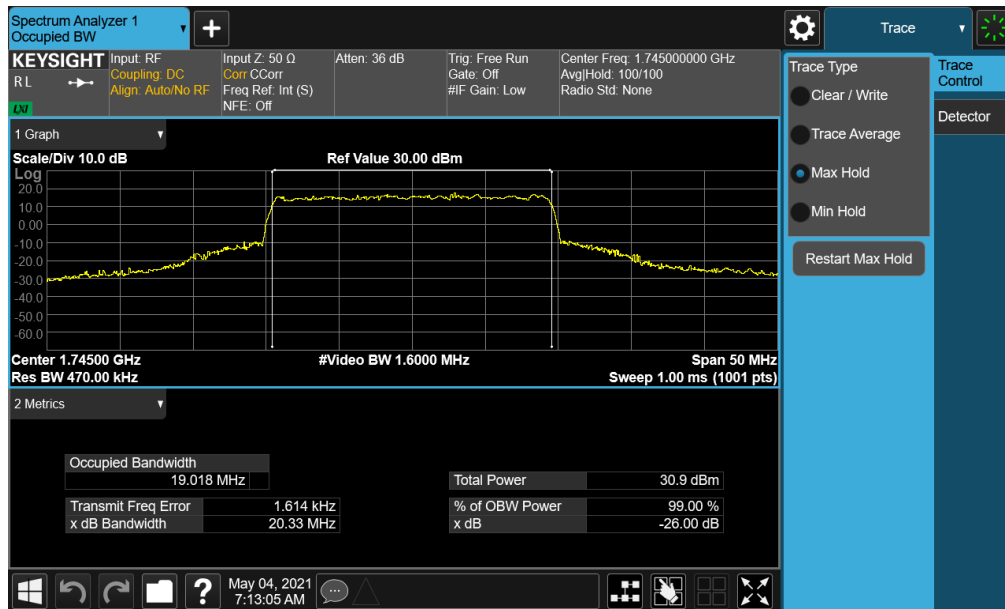 Spectrum Analyzer 1
Occupied BW
+
Trace
KEYSIGHT
R L
LXI
Input: RF
Coupling: DC
Align: Auto/No RF
Input Z: 50 Ω
Corr CCorr
Freq Ref: Int (S)
NFE: Off
Atten: 36 dB
Trig: Free Run
Gate: Off
#IF Gain: Low
Center Freq: 1.745000000 GHz
Avg|Hold: 100/100
Radio Std: None
Trace Type
Clear / Write
Trace Average
Max Hold
Min Hold
Restart Max Hold
Trace
Control
Detector
1 Graph
Scale/Div 10.0 dB
Ref Value 30.00 dBm
Log
20.0
10.0
0.00
-10.0
-20.0
-30.0
-40.0
-50.0
-60.0
Center 1.74500 GHz
#Video BW 1.6000 MHz
Span 50 MHz
Res BW 470.00 kHz
Sweep 1.00 ms (1001 pts)
2 Metrics
Occupied Bandwidth
19.018 MHz
Total Power 30.9 dBm
Transmit Freq Error 1.614 kHz
% of OBW Power 99.00 %
x dB Bandwidth 20.33 MHz
x dB -26.00 dB
?
May 04, 2021
7:13:05 AM